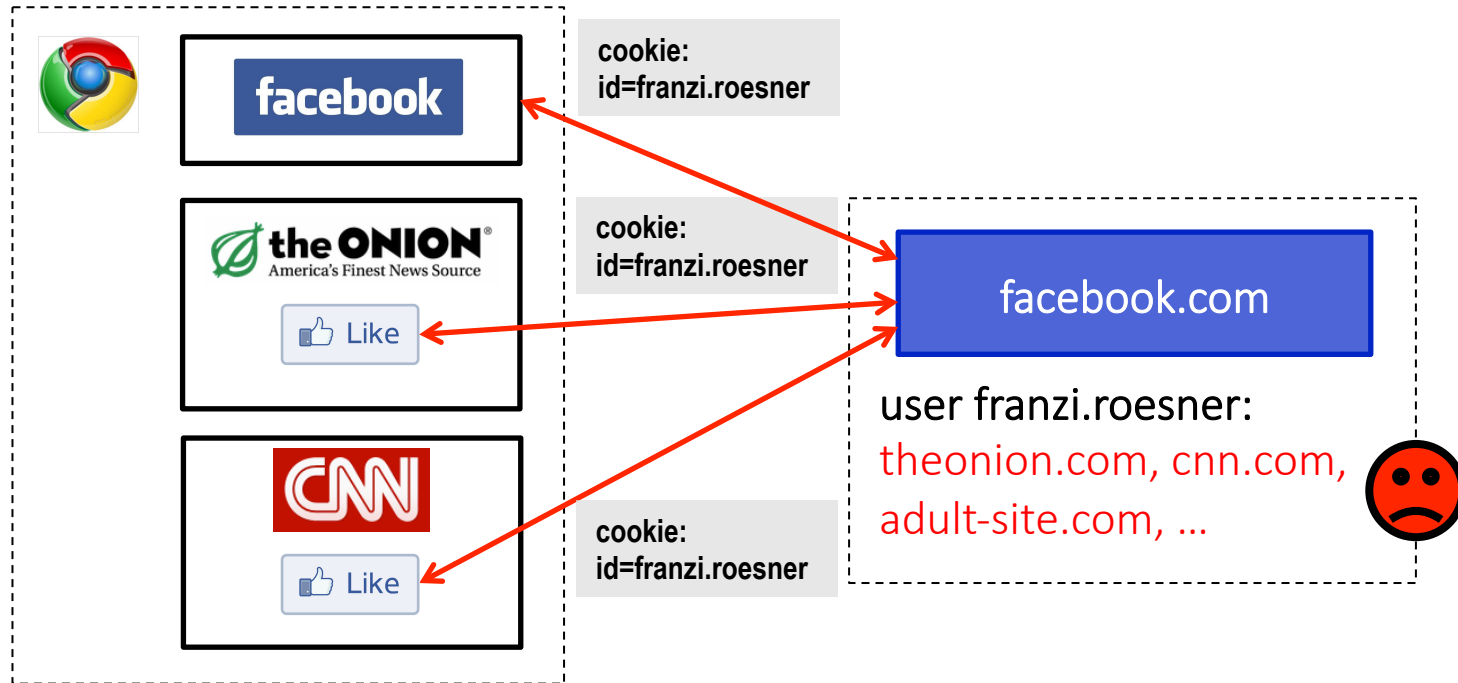 facebook
cookie:
id=franzi.roesner
the ONION®
America's Finest News Source
Like
cookie:
id=franzi.roesner
CNN
Like
cookie:
id=franzi.roesner
facebook.com
user franzi.roesner:
theonion.com, cnn.com,
adult-site.com, ...